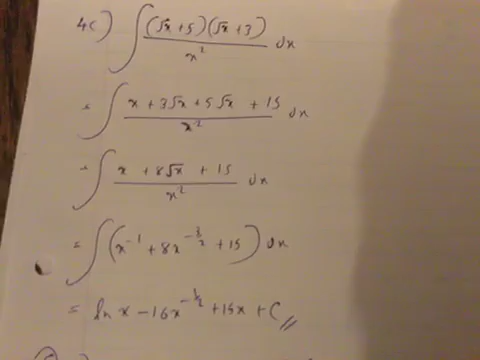 4c) ∫ (√x + 5)(√x + 3) / x² dx
= ∫ x + 3√x + 5√x + 15 / x² dx
= ∫ x + 8√x + 15 / x² dx
= ∫ (x⁻¹ + 8x^(-3/2) + 15) dx
= ln x - 16x^(-1/2) + 15x + C //